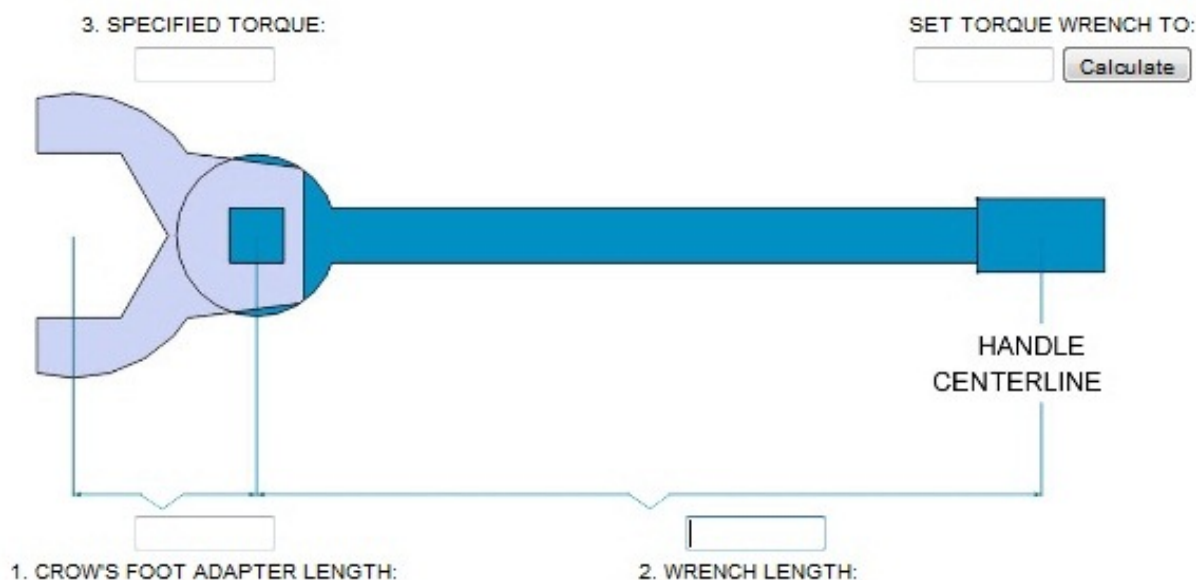 3. SPECIFIED TORQUE:
SET TORQUE WRENCH TO:
Calculate
HANDLE
CENTERLINE
1. CROW'S FOOT ADAPTER LENGTH:
2. WRENCH LENGTH: